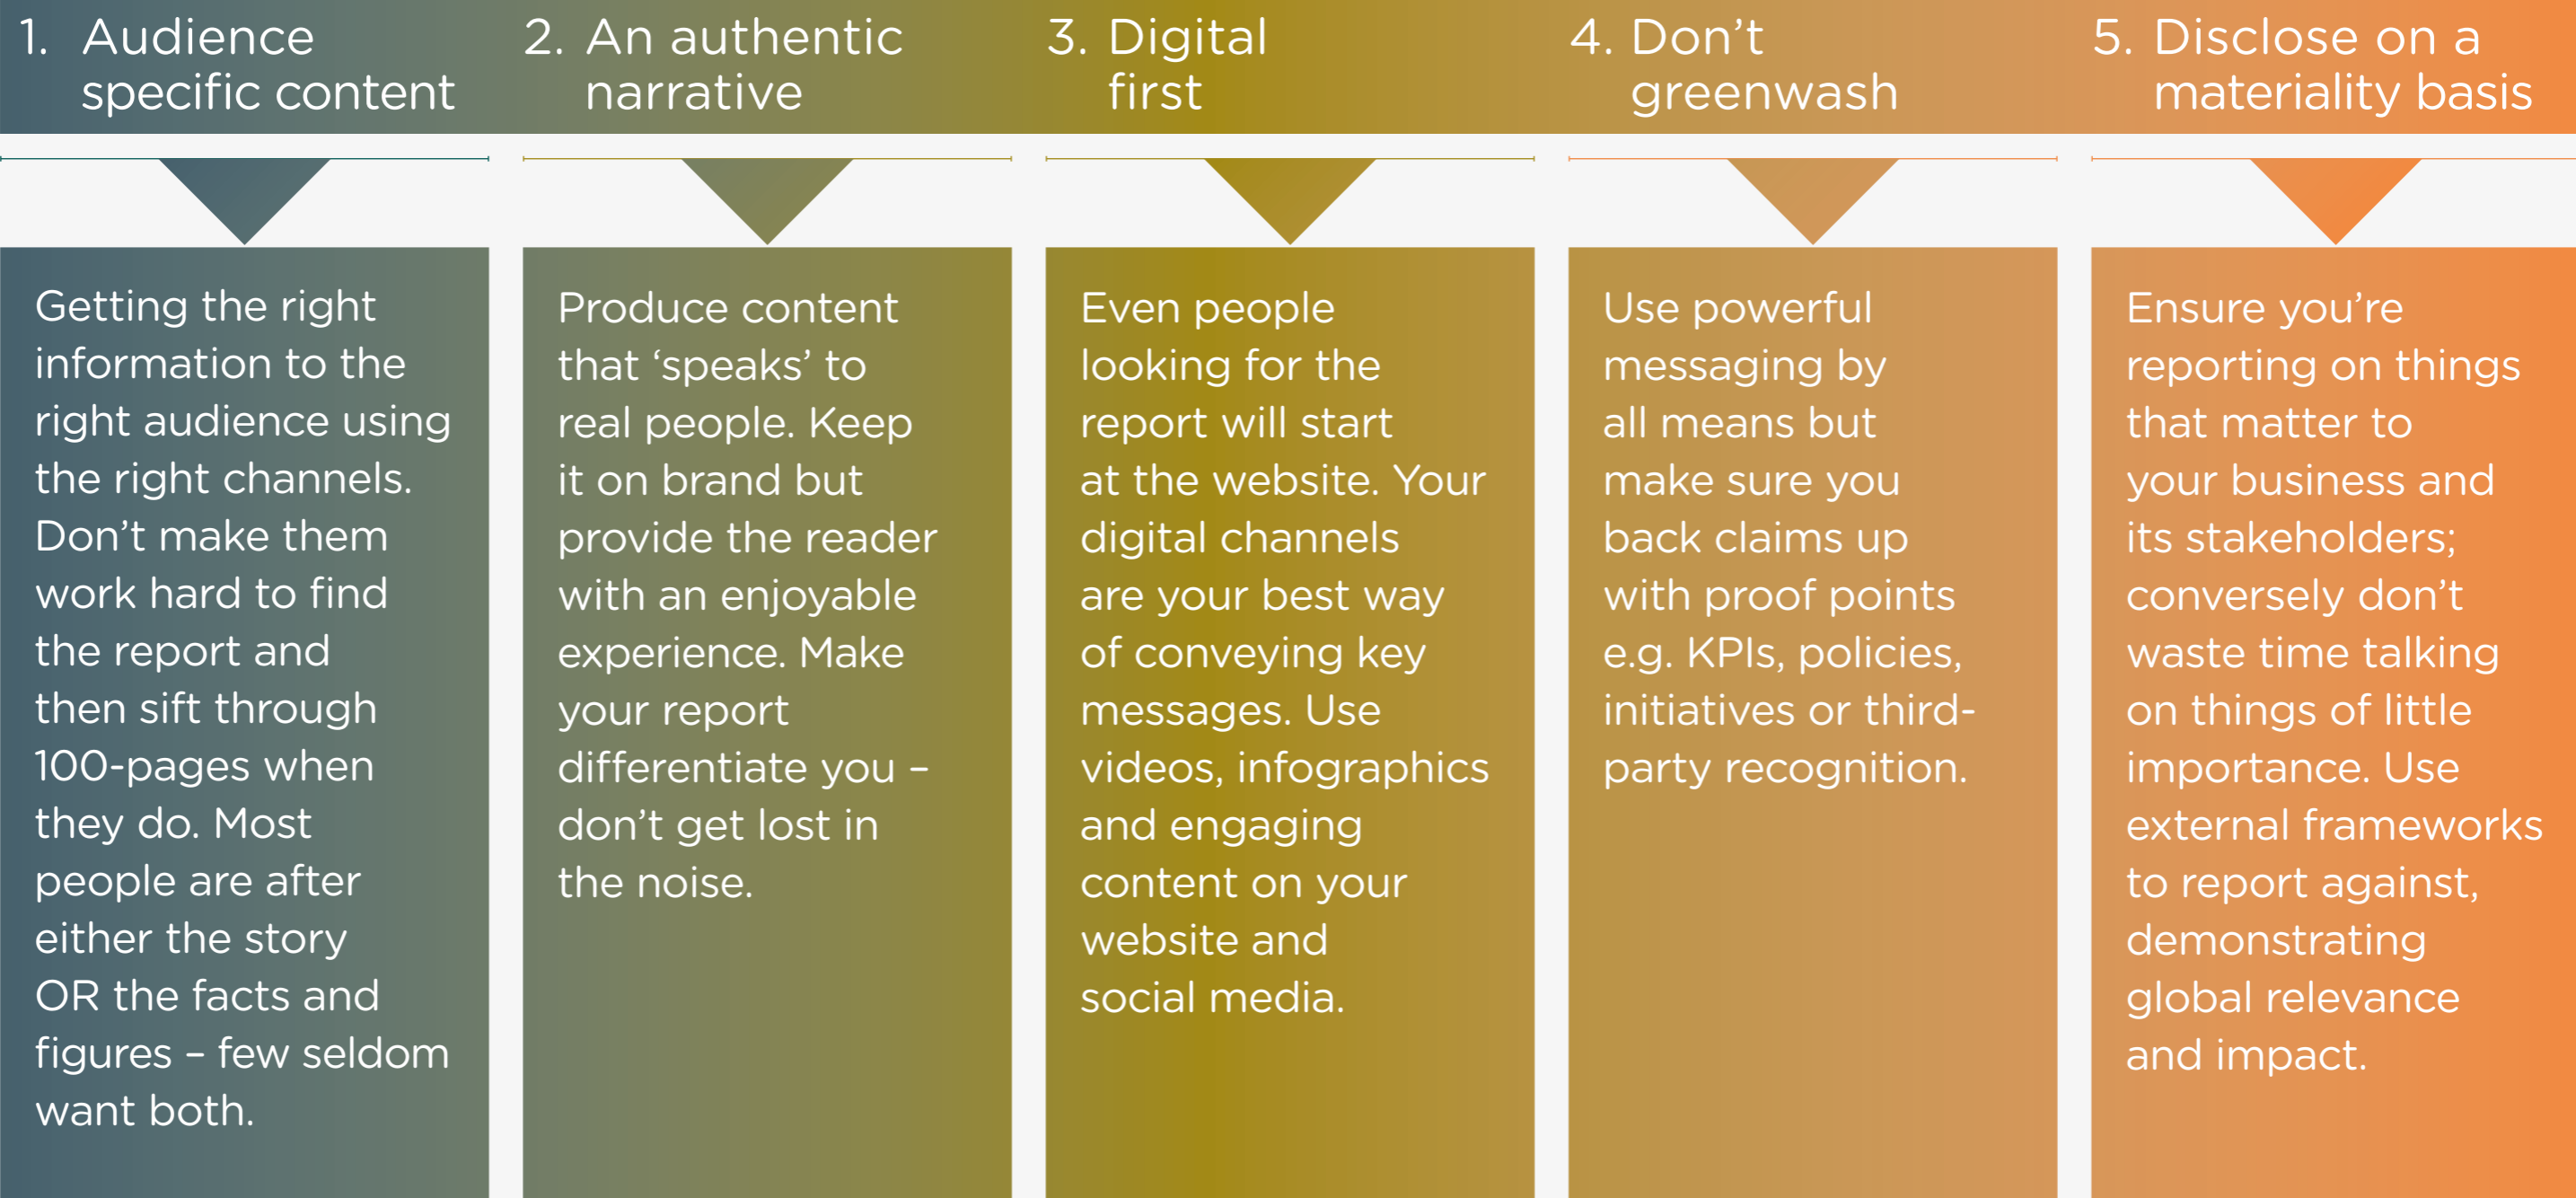 1. Audience
specific content
2. An authentic
narrative
3. Digital
first
4. Don’t
greenwash
5. Disclose on a
materiality basis
Getting the right
information to the
right audience using
the right channels.
Don’t make them
work hard to find
the report and
then sift through
100-pages when
they do. Most
people are after
either the story
OR the facts and
figures – few seldom
want both.
Produce content
that ‘speaks’ to
real people. Keep
it on brand but
provide the reader
with an enjoyable
experience. Make
your report
differentiate you –
don’t get lost in
the noise.
Even people
looking for the
report will start
at the website. Your
digital channels
are your best way
of conveying key
messages. Use
videos, infographics
and engaging
content on your
website and
social media.
Use powerful
messaging by
all means but
make sure you
back claims up
with proof points
e.g. KPIs, policies,
initiatives or third-
party recognition.
Ensure you’re
reporting on things
that matter to
your business and
its stakeholders;
conversely don’t
waste time talking
on things of little
importance. Use
external frameworks
to report against,
demonstrating
global relevance
and impact.